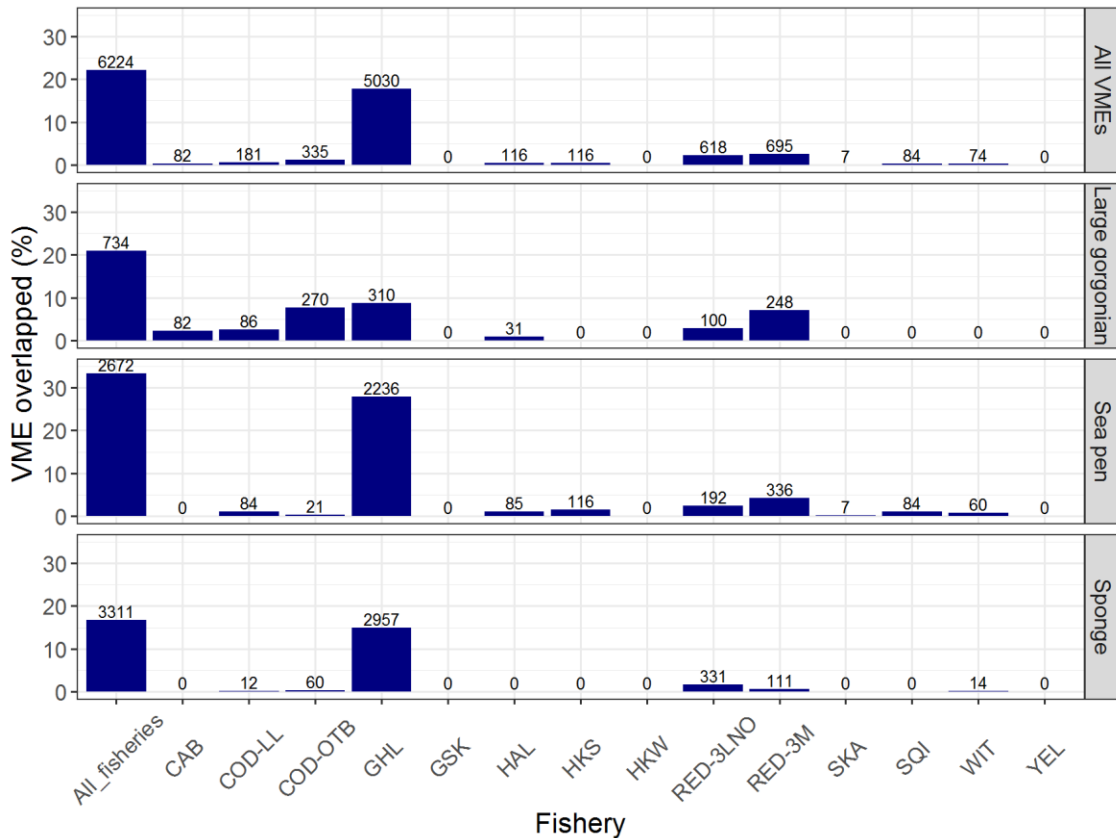 30
20
10
0
6224 82 181 335 5030 0 116 116 0 618 695 7 84 74 0
All VMEs
30
20
10
0
734 82 86 270 310 0 31 0 0 100 248 0 0 0 0
Large gorgonian
30
20
10
0
2672 0 84 21 2236 0 85 116 0 192 336 7 84 60 0
Sea pen
30
20
10
0
3311 0 12 60 2957 0 0 0 0 331 111 0 0 14 0
Sponge
VME overlapped (%)
All_fisheries CAB COD-LL COD-OTB GHL GSK HAL HKS HKW RED-3LNO RED-3M SKA SQI WIT YEL
Fishery